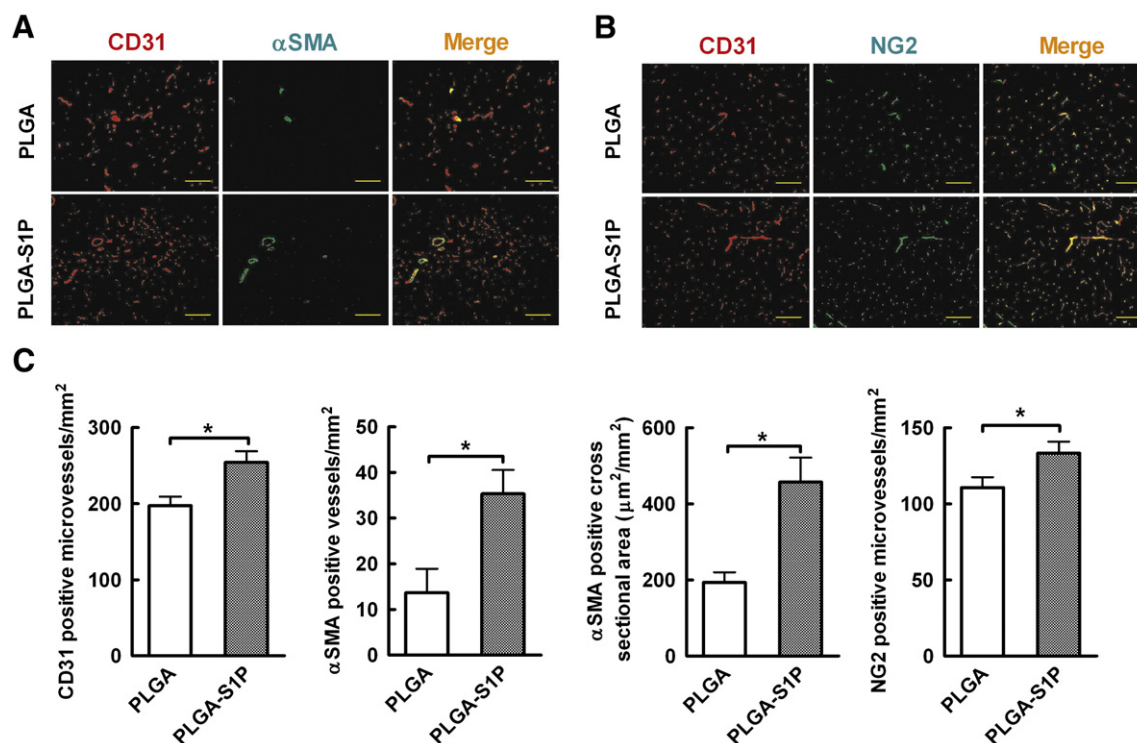 A
CD31 αSMA Merge
PLGA
PLGA-S1P
B
CD31 NG2 Merge
PLGA
PLGA-S1P
C
CD31 positive microvessels/mm²
300
200
100
0
*
PLGA
PLGA-S1P
αSMA positive vessels/mm²
50
40
30
20
10
0
*
PLGA
PLGA-S1P
αSMA positive cross
sectional area (μm²/mm²)
600
400
200
0
*
PLGA
PLGA-S1P
NG2 positive microvessels/mm²
150
100
50
0
*
PLGA
PLGA-S1P